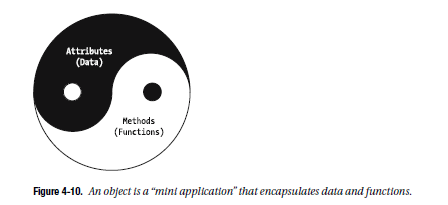 Attributes
(Data)
Methods
(Functions)
Figure 4-10. An object is a “mini application” that encapsulates data and functions.